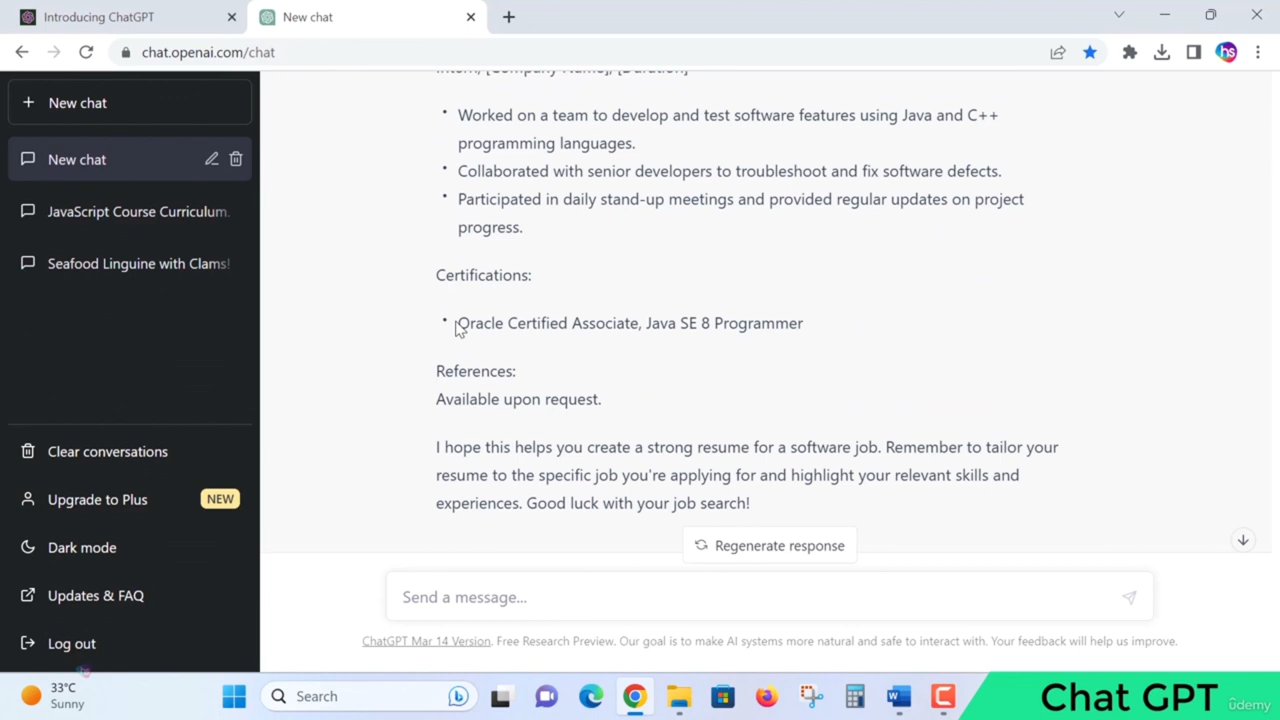 Introducing ChatGPT
New chat
chat.openai.com/chat
hs
New chat
New chat
JavaScript Course Curriculum.
Seafood Linguine with Clams!
Clear conversations
Upgrade to Plus NEW
Dark mode
Updates & FAQ
Log out
Intern, [Company Name], [Duration]
• Worked on a team to develop and test software features using Java and C++
programming languages.
• Collaborated with senior developers to troubleshoot and fix software defects.
• Participated in daily stand-up meetings and provided regular updates on project
progress.
Certifications:
• Oracle Certified Associate, Java SE 8 Programmer
References:
Available upon request.
I hope this helps you create a strong resume for a software job. Remember to tailor your
resume to the specific job you're applying for and highlight your relevant skills and
experiences. Good luck with your job search!
Regenerate response
Send a message...
ChatGPT Mar 14 Version. Free Research Preview. Our goal is to make AI systems more natural and safe to interact with. Your feedback will help us improve.
33°C
Sunny
Search
Chat GPT
ûdemy